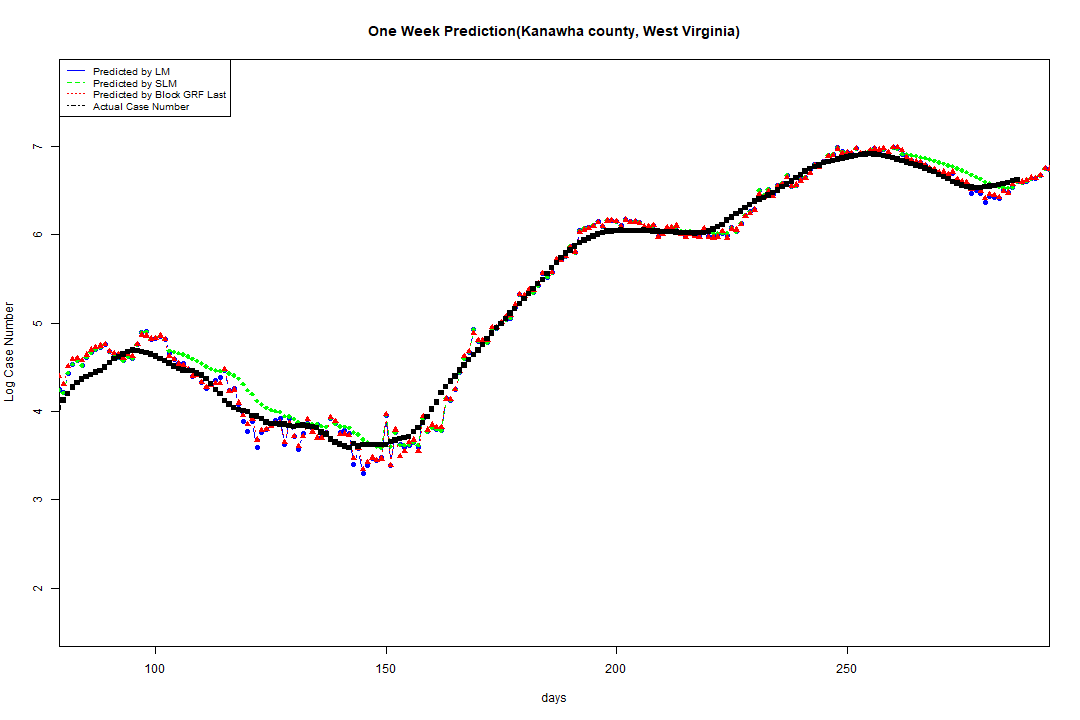 One Week Prediction(Kanawha county, West Virginia)
Predicted by LM
Predicted by SLM
Predicted by Block GRF Last
Actual Case Number
7
6
5
4
3
2
Log Case Number
100 150 200 250
days